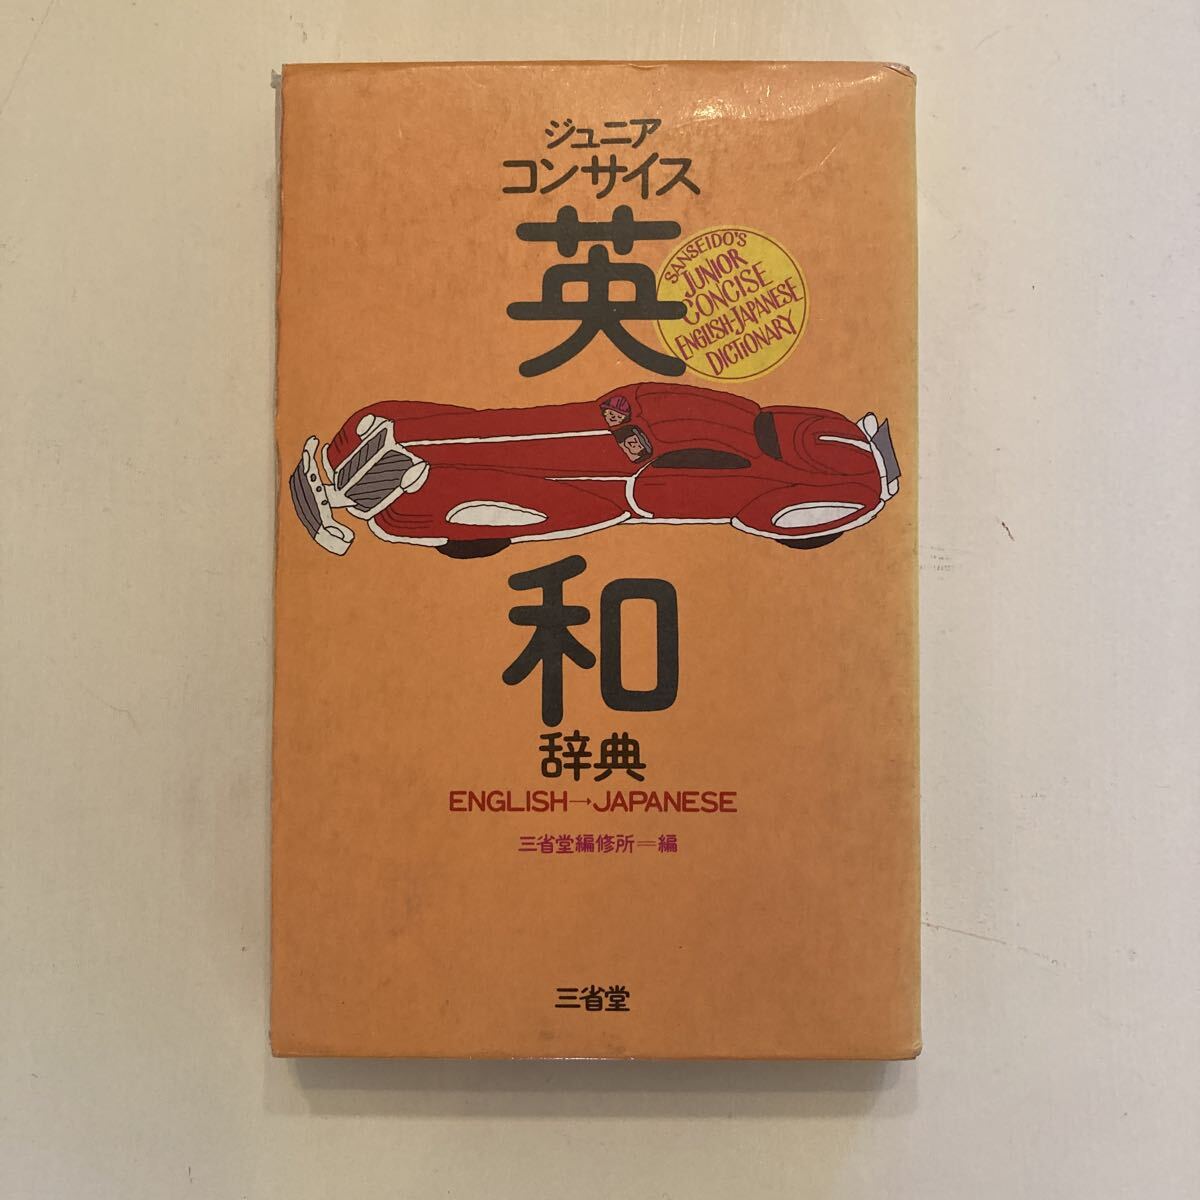 ジュニア
コンサイス
英
SANSEIDO'S
JUNIOR
CONCISE
ENGLISH-JAPANESE
DICTIONARY
和
辞典
ENGLISH→JAPANESE
三省堂編修所＝編
三省堂